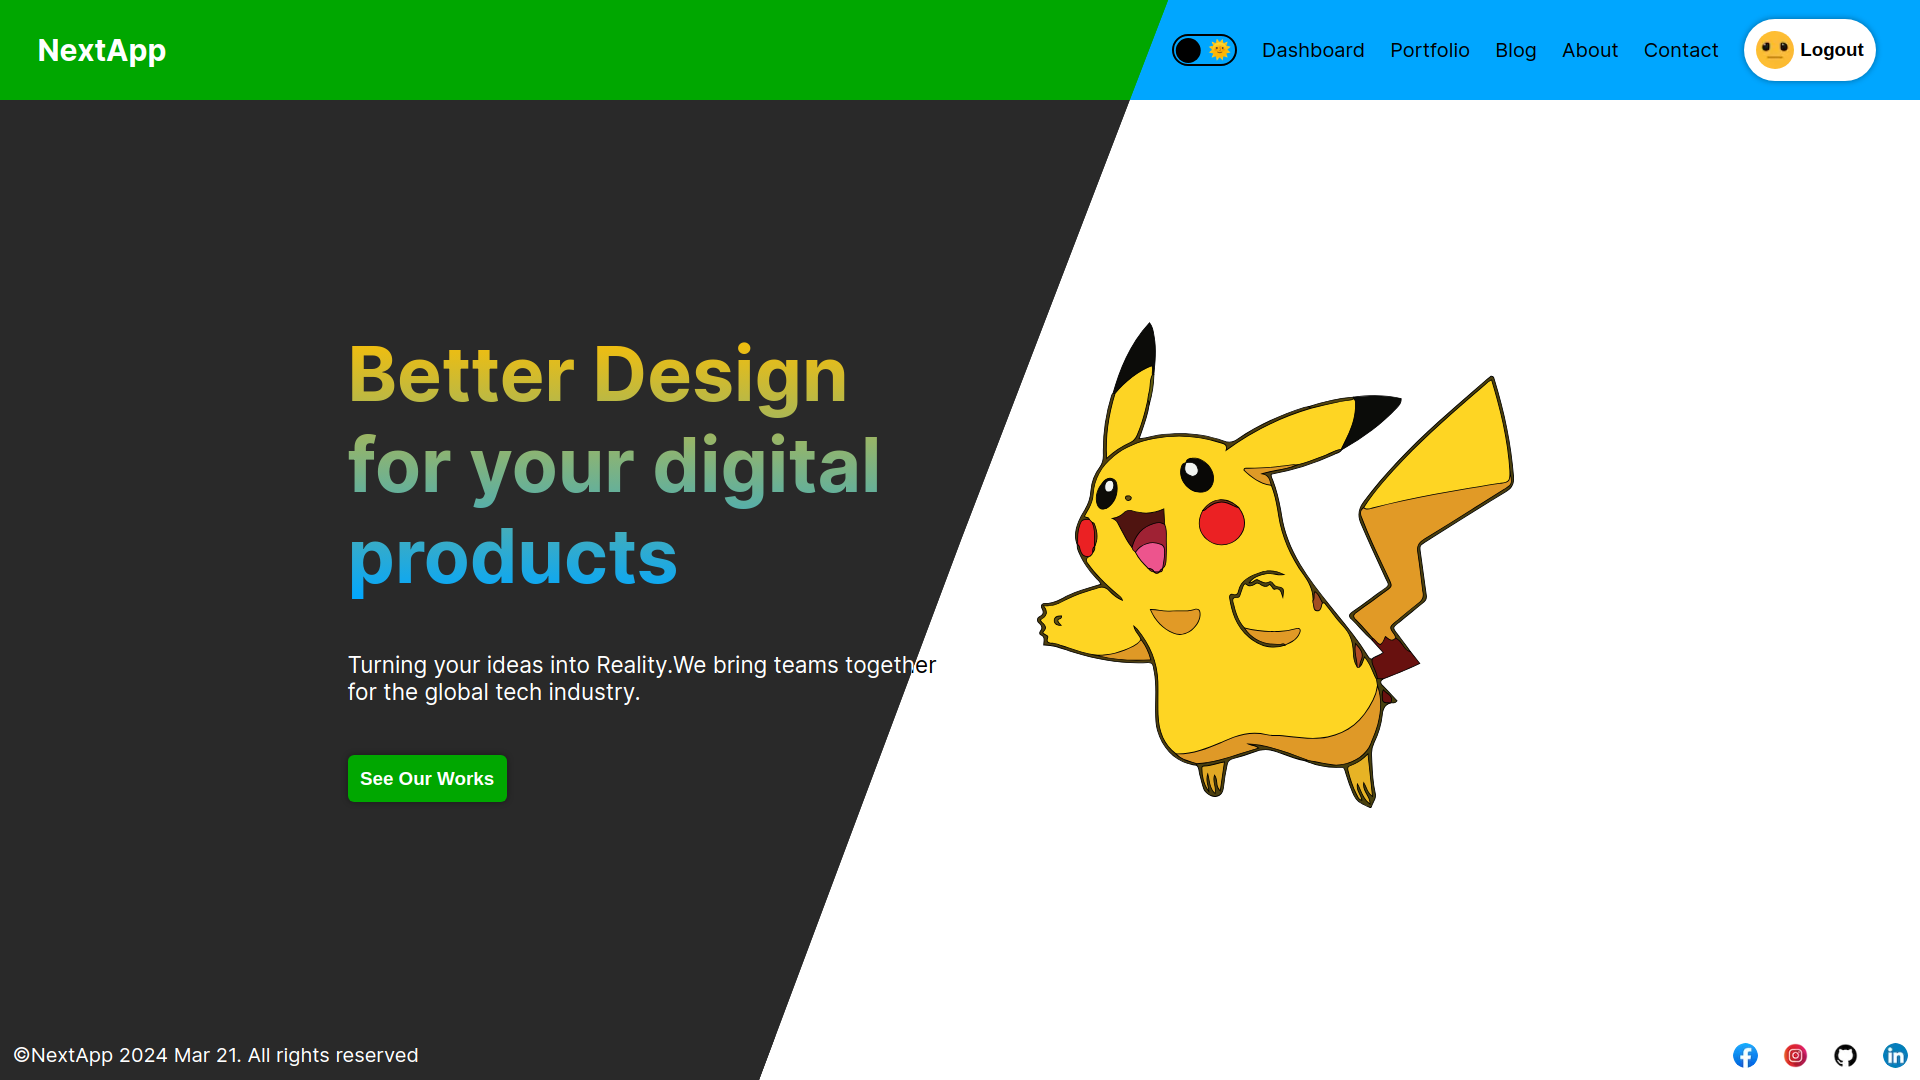 NextApp
Dashboard Portfolio Blog About Contact Logout
Better Design
for your digital
products
Turning your ideas into Reality.We bring teams together
for the global tech industry.
See Our Works
©NextApp 2024 Mar 21. All rights reserved